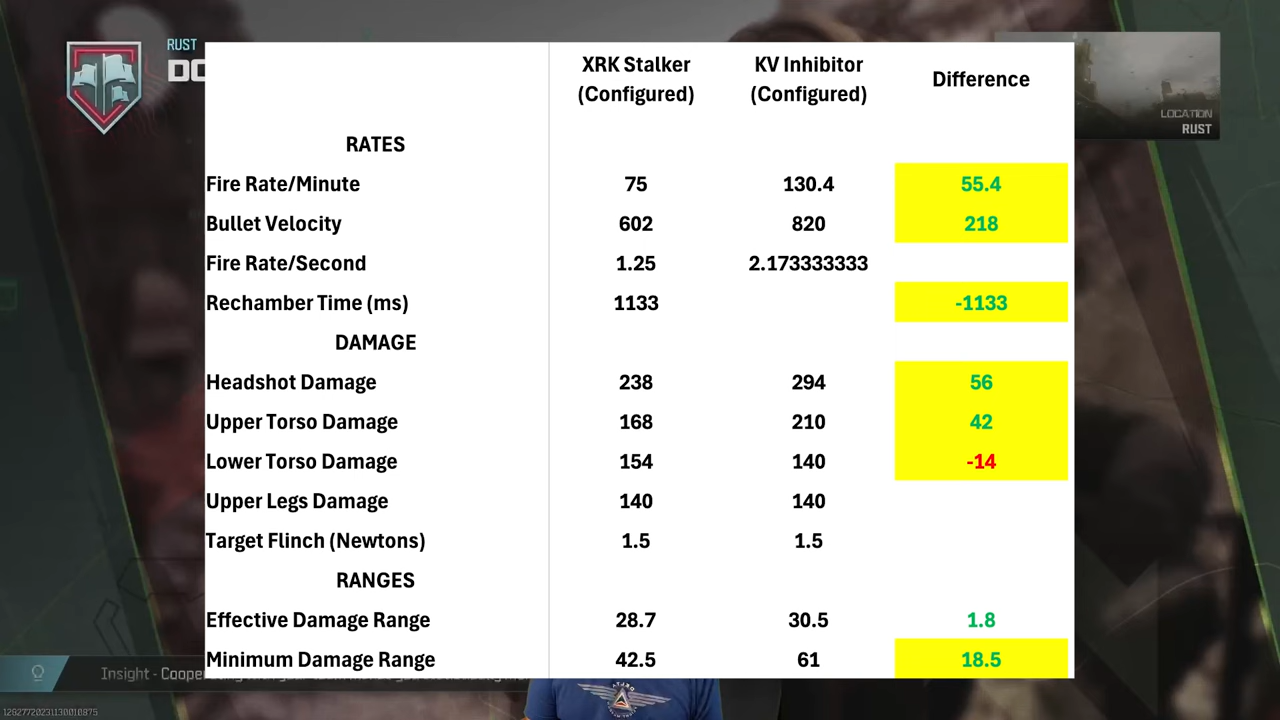 RUST
DO
XRK Stalker
(Configured)
KV Inhibitor
(Configured)
Difference
LOCATION
RUST
RATES
Fire Rate/Minute 75 130.4 55.4
Bullet Velocity 602 820 218
Fire Rate/Second 1.25 2.173333333
Rechamber Time (ms) 1133 -1133
DAMAGE
Headshot Damage 238 294 56
Upper Torso Damage 168 210 42
Lower Torso Damage 154 140 -14
Upper Legs Damage 140 140
Target Flinch (Newtons) 1.5 1.5
RANGES
Effective Damage Range 28.7 30.5 1.8
Minimum Damage Range 42.5 61 18.5
Insight - Cooper